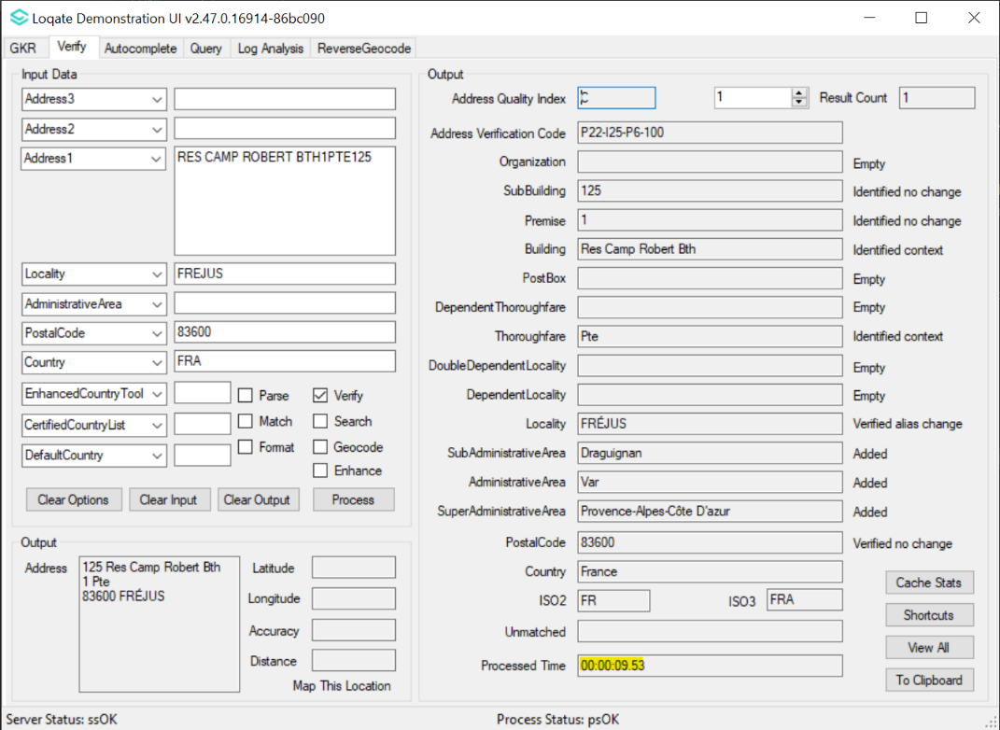 Loqate Demonstration UI v2.47.0.16914-86bc090
GKR Verify Autocomplete Query Log Analysis ReverseGeocode
Input Data
Address3
Address2
Address1 RES CAMP ROBERT BTH1PTE125
Locality FREJUS
AdministrativeArea
PostalCode 83600
Country FRA
EnhancedCountryTool Parse Verify
CertifiedCountryList Match Search
DefaultCountry Format Geocode
Enhance
Clear Options Clear Input Clear Output Process
Output
Address 125 Res Camp Robert Bth
1 Pte
83600 FRÉJUS
Latitude
Longitude
Accuracy
Distance
Map This Location
Output
Address Quality Index 1 Result Count 1
Address Verification Code P22-I25-P6-100
Organization Empty
SubBuilding 125 Identified no change
Premise 1 Identified no change
Building Res Camp Robert Bth Identified context
PostBox Empty
DependentThoroughfare Empty
Thoroughfare Pte Identified context
DoubleDependentLocality Empty
DependentLocality Empty
Locality FRÉJUS Verified alias change
SubAdministrativeArea Draguignan Added
AdministrativeArea Var Added
SuperAdministrativeArea Provence-Alpes-Côte D'azur Added
PostalCode 83600 Verified no change
Country France
ISO2 FR ISO3 FRA
Unmatched
Processed Time 00:00:09.53
Cache Stats
Shortcuts
View All
To Clipboard
Server Status: ssOK Process Status: psOK